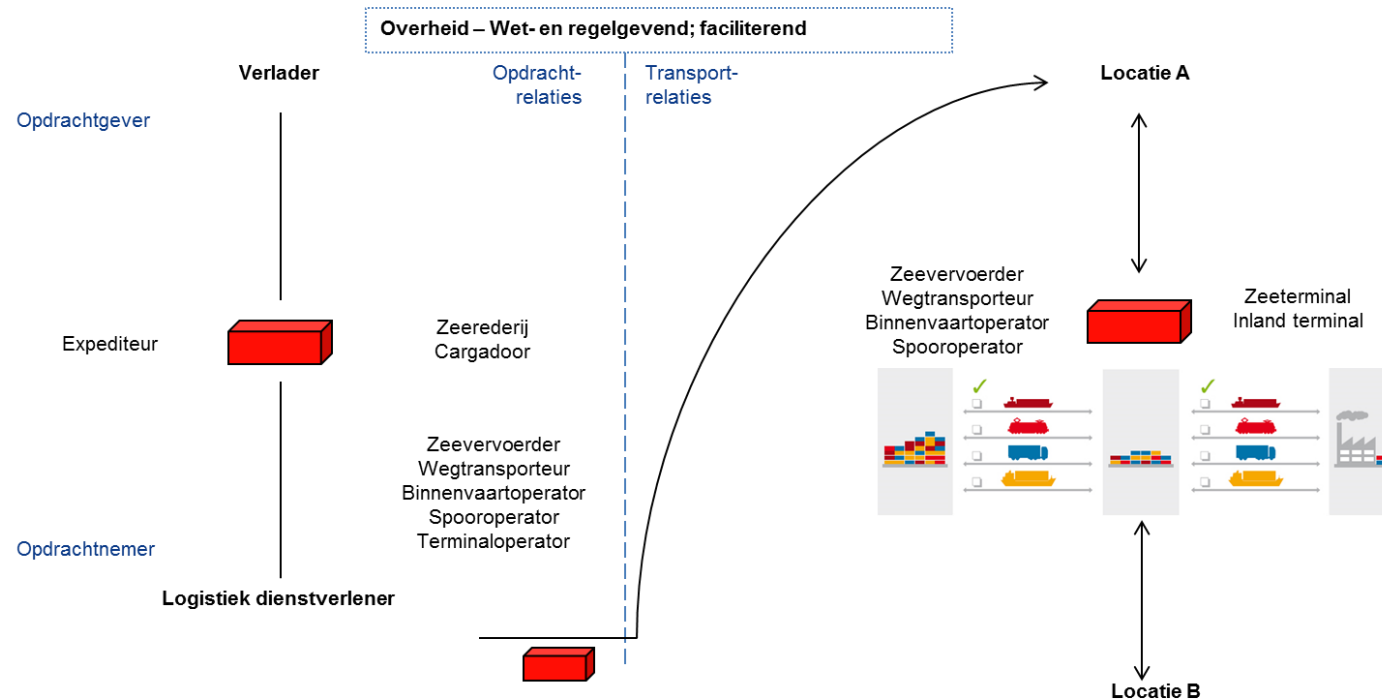 Overheid – Wet- en regelgevend; faciliterend
Verlader
Opdracht-
relaties
Transport-
relaties
Locatie A
Opdrachtgever
Expediteur
Zeerederij
Cargadoor
Zeevervoerder
Wegtransporteur
Binnenvaartoperator
Spooroperator
Terminaloperator
Opdrachtnemer
Logistiek dienstverlener
Zeevervoerder
Wegtransporteur
Binnenvaartoperator
Spooroperator
Zeeterminal
Inland terminal
Locatie B